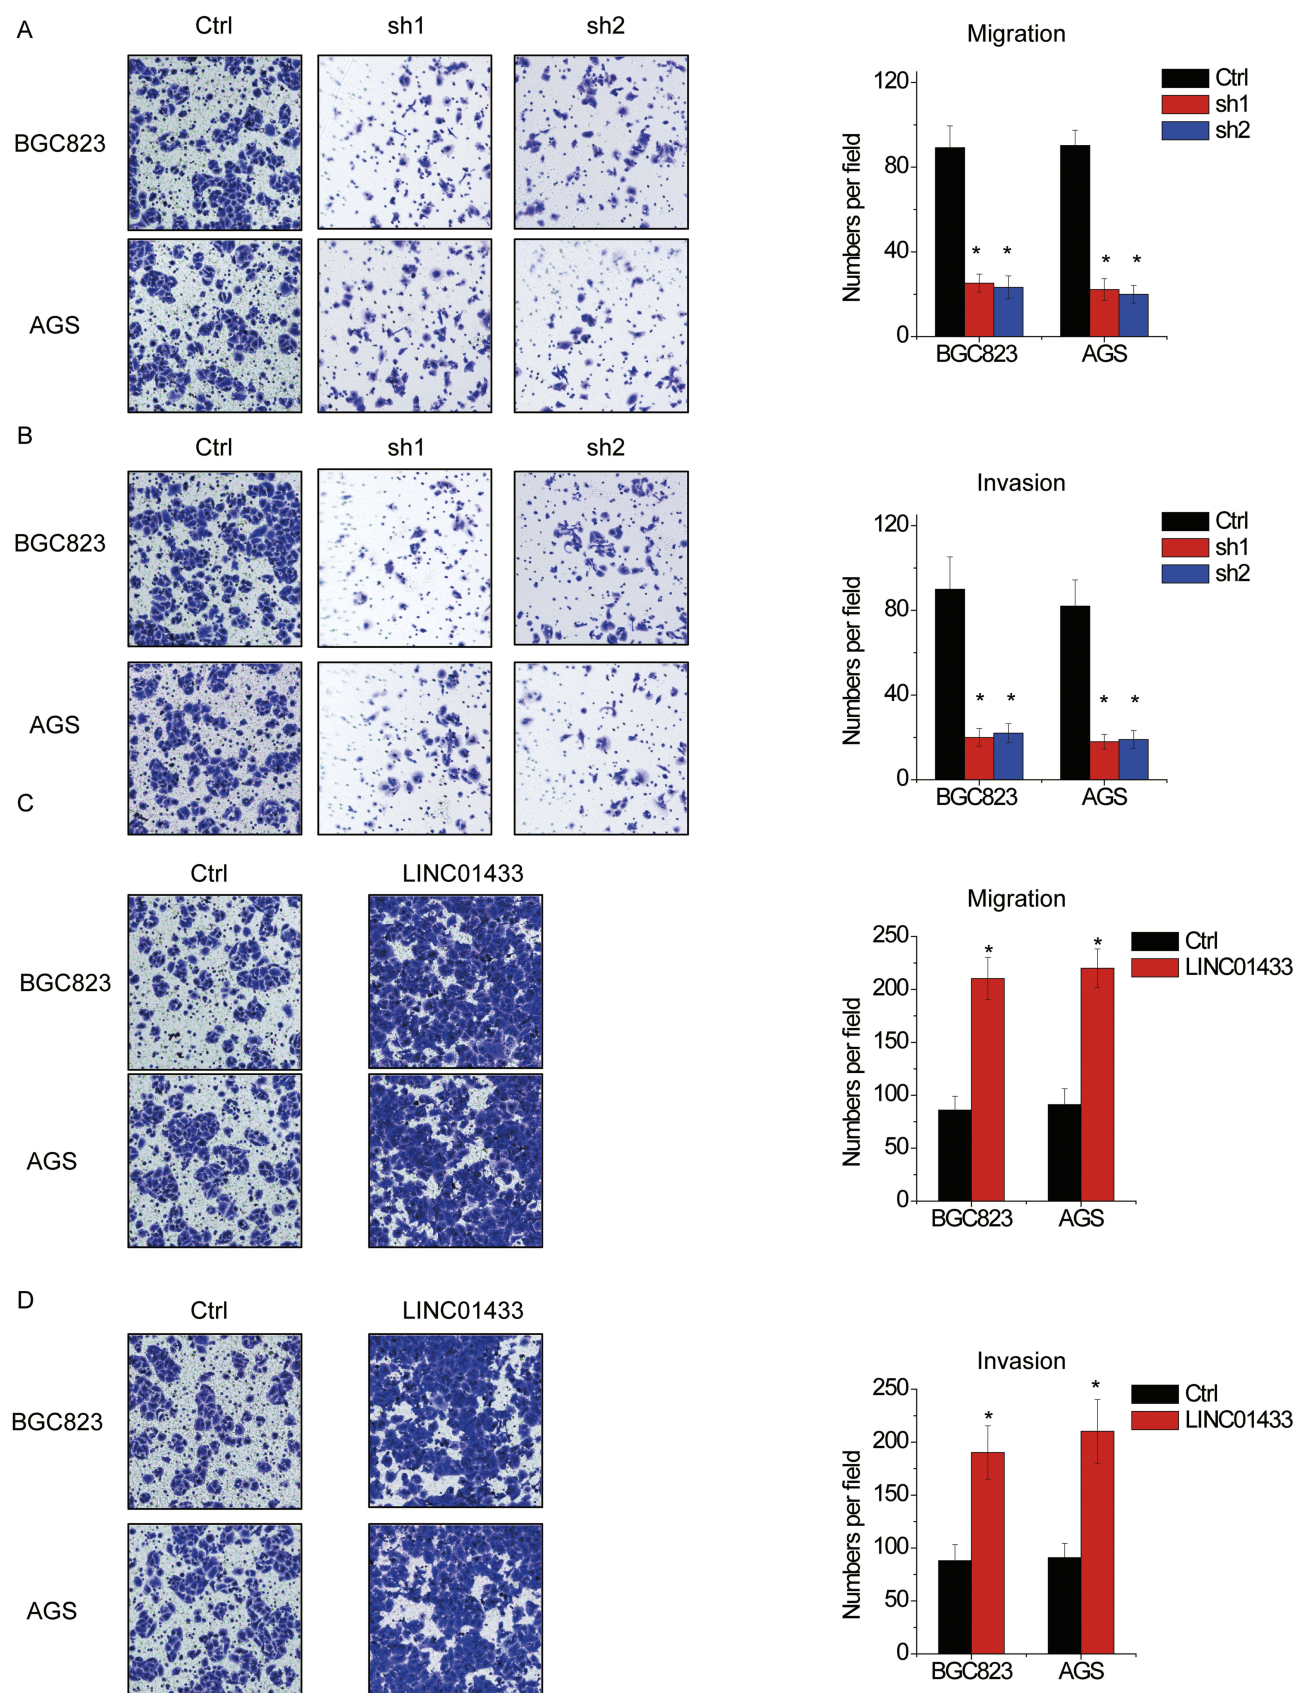 A
Ctrl
sh1
sh2
BGC823
AGS
Migration
Numbers per field
120
80
40
0
* * * *
BGC823
AGS
Ctrl
sh1
sh2
B
Ctrl
sh1
sh2
BGC823
AGS
Invasion
Numbers per field
120
80
40
0
* * * *
BGC823
AGS
Ctrl
sh1
sh2
C
Ctrl
LINC01433
BGC823
AGS
Migration
Numbers per field
250
200
150
100
50
0
* *
BGC823
AGS
Ctrl
LINC01433
D
Ctrl
LINC01433
BGC823
AGS
Invasion
Numbers per field
250
200
150
100
50
0
* *
BGC823
AGS
Ctrl
LINC01433